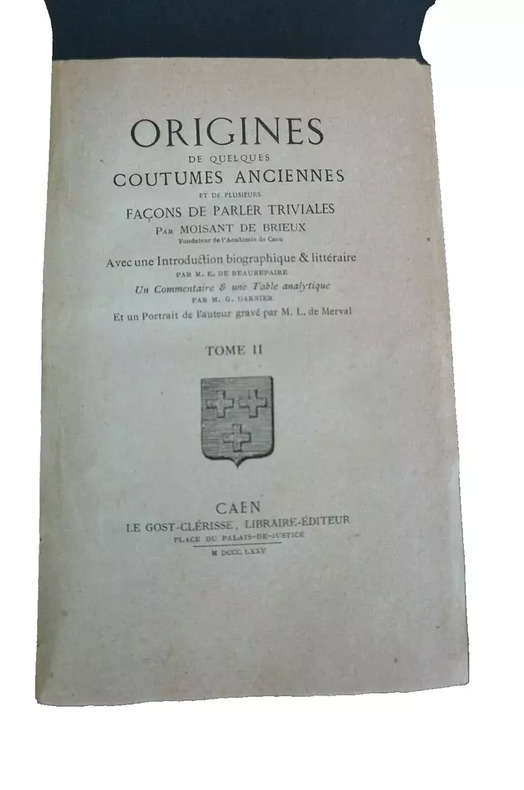 ORIGINES
DE QUELQUES
COUTUMES ANCIENNES
ET DE PLUSIEURS
FAÇONS DE PARLER TRIVIALES
PAR MOISANT DE BRIEUX
Fondateur de l'Académie de Caen
Avec une Introduction biographique & littéraire
PAR M. E. DE BEAUREPAIRE
Un Commentaire & une Table analytique
PAR M. G. GARNIER
Et un Portrait de l'auteur gravé par M. L. de Merval
TOME II
CAEN
LE GOST-CLÉRISSE, LIBRAIRE-ÉDITEUR
PLACE DU PALAIS-DE-JUSTICE
M DCCC LXXV